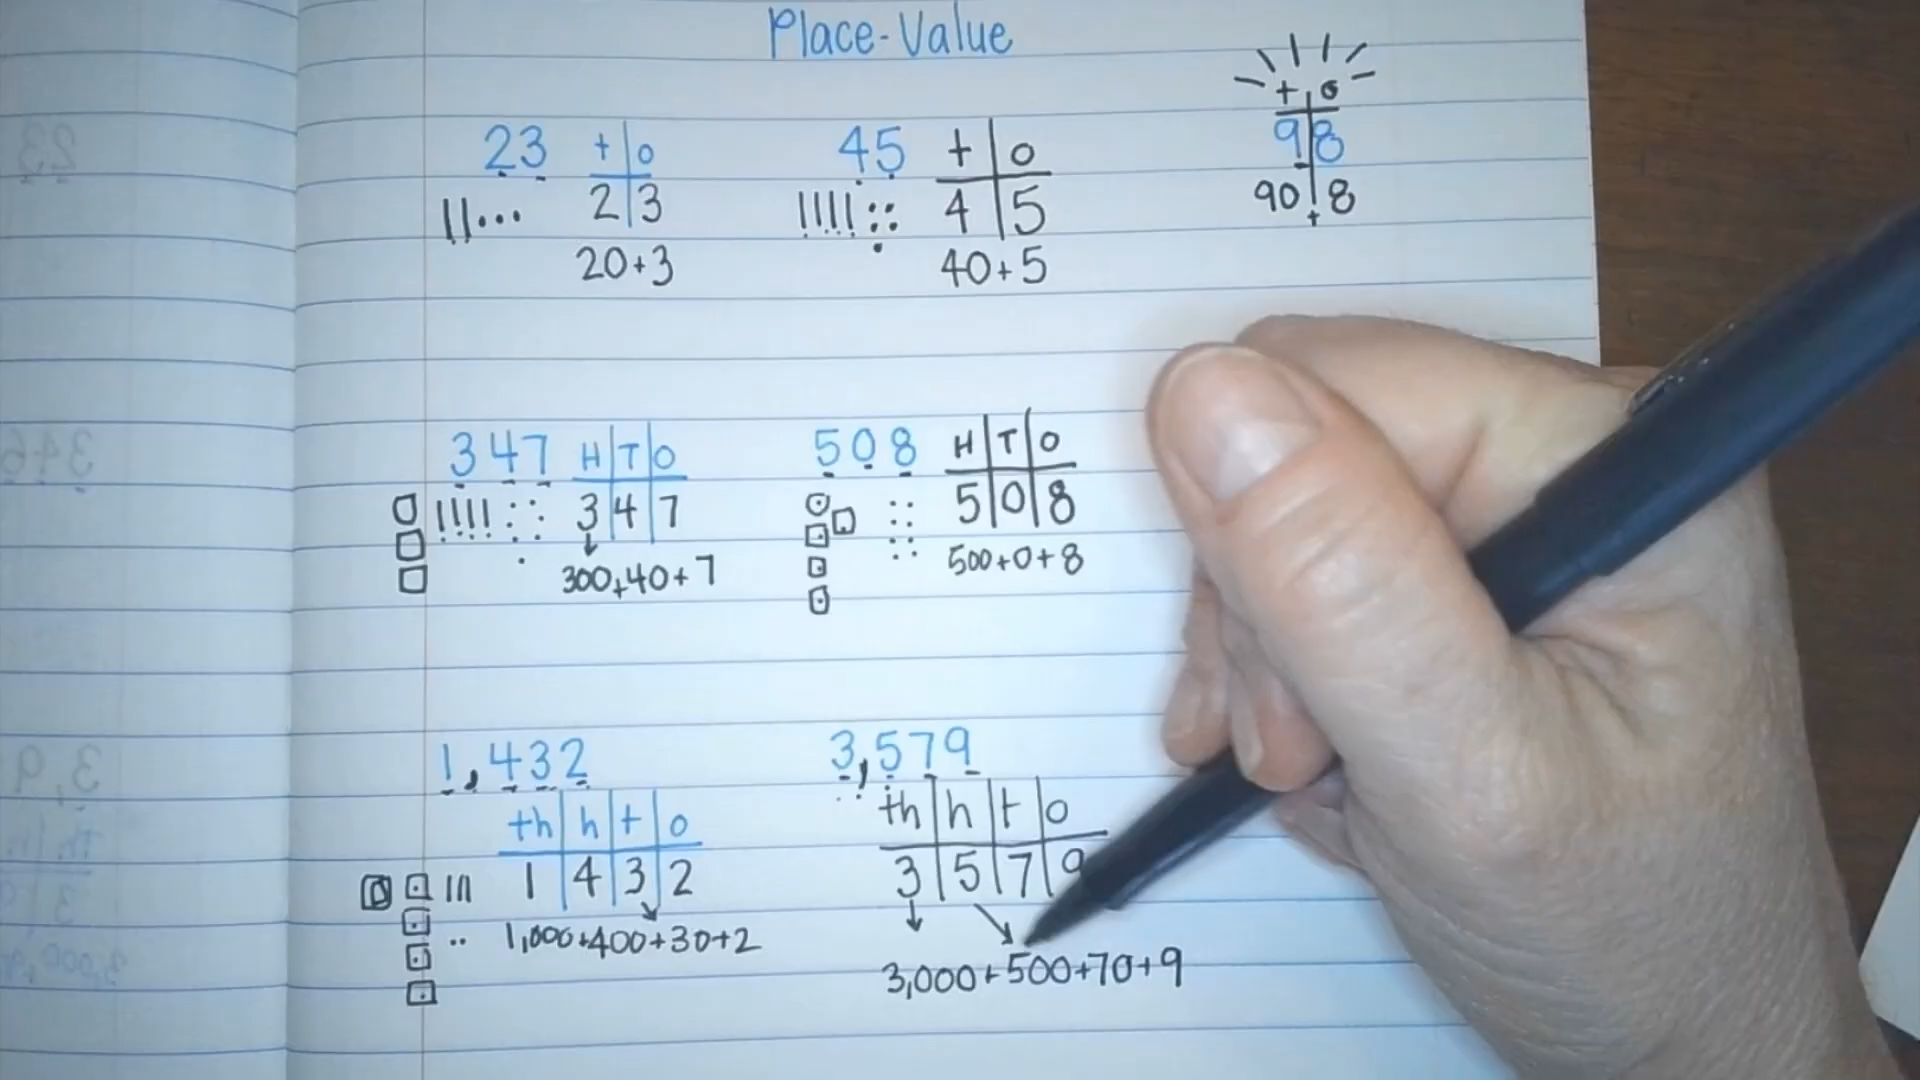 Place-Value
23 t o
2 3
20+3
45 t o
4 5
40+5
t o
98
90+8
347 H T O
3 4 7
300+40+7
508 H T O
5 0 8
500+0+8
1,432
th h t o
1 4 3 2
1,000+400+30+2
3,579
th h t o
3 5 7 9
3,000+500+70+9